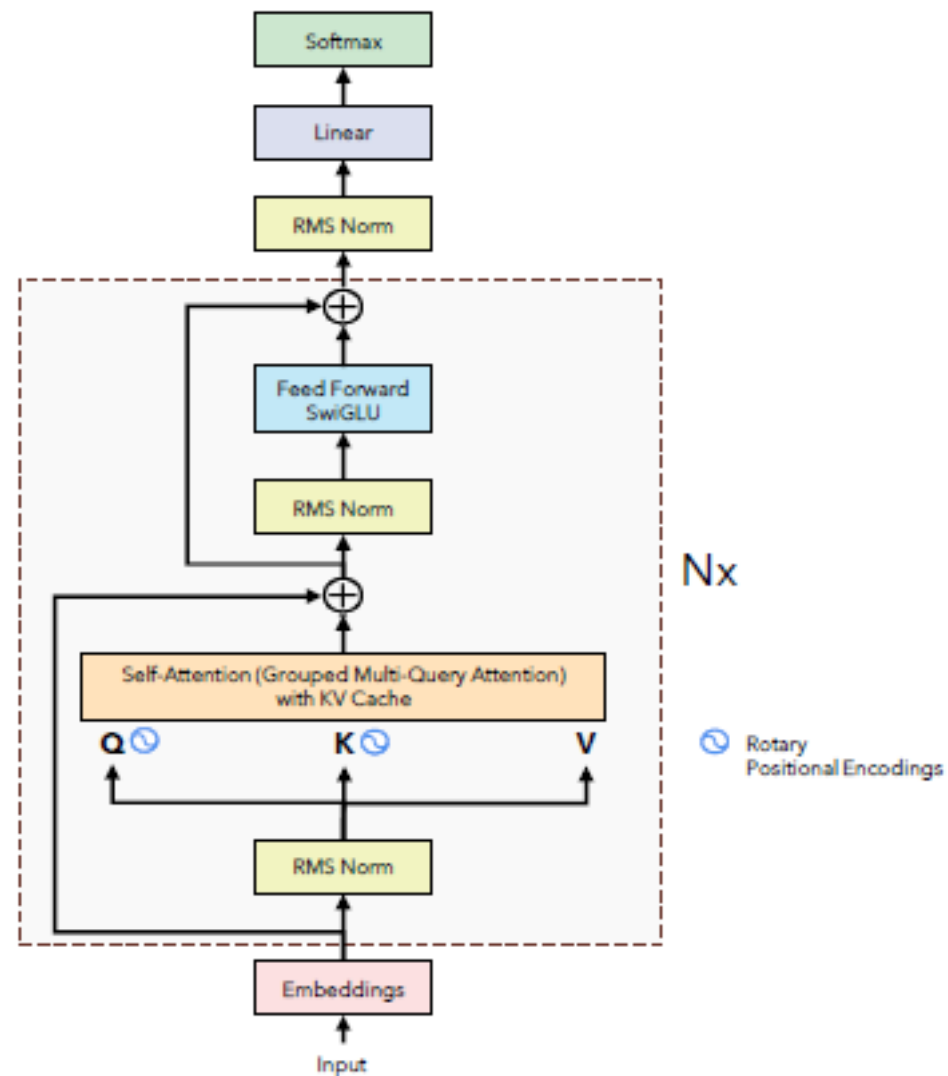 Softmax
Linear
RMS Norm
Feed Forward
SwiGLU
RMS Norm
Nx
Self-Attention (Grouped Multi-Query Attention)
with KV Cache
Q K V
Rotary
Positional Encodings
RMS Norm
Embeddings
Input